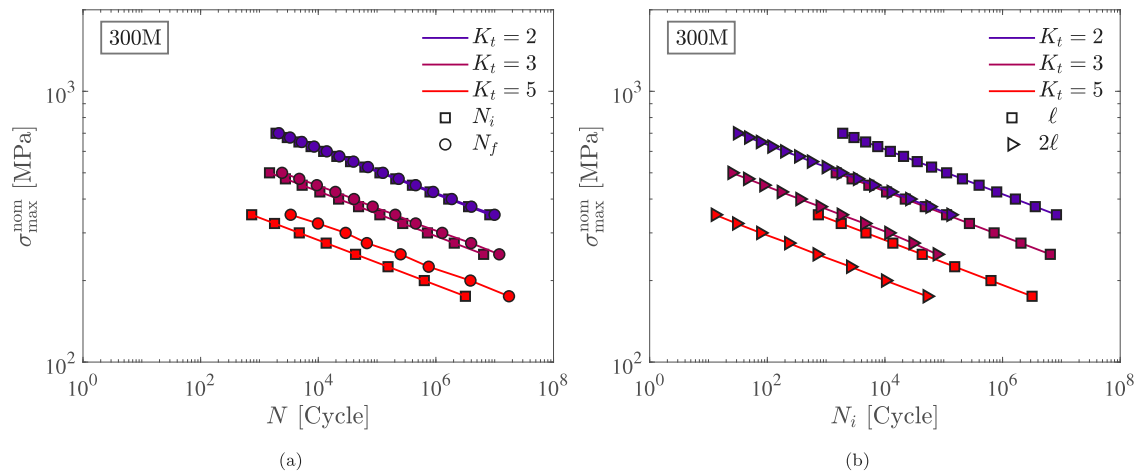 300M
K_t = 2
K_t = 3
K_t = 5
N_i
N_f
10^3
10^2
σ_max^nom [MPa]
10^0 10^2 10^4 10^6 10^8
N [Cycle]
(a)
300M
K_t = 2
K_t = 3
K_t = 5
ℓ
2ℓ
10^3
10^2
σ_max^nom [MPa]
10^0 10^2 10^4 10^6 10^8
N_i [Cycle]
(b)